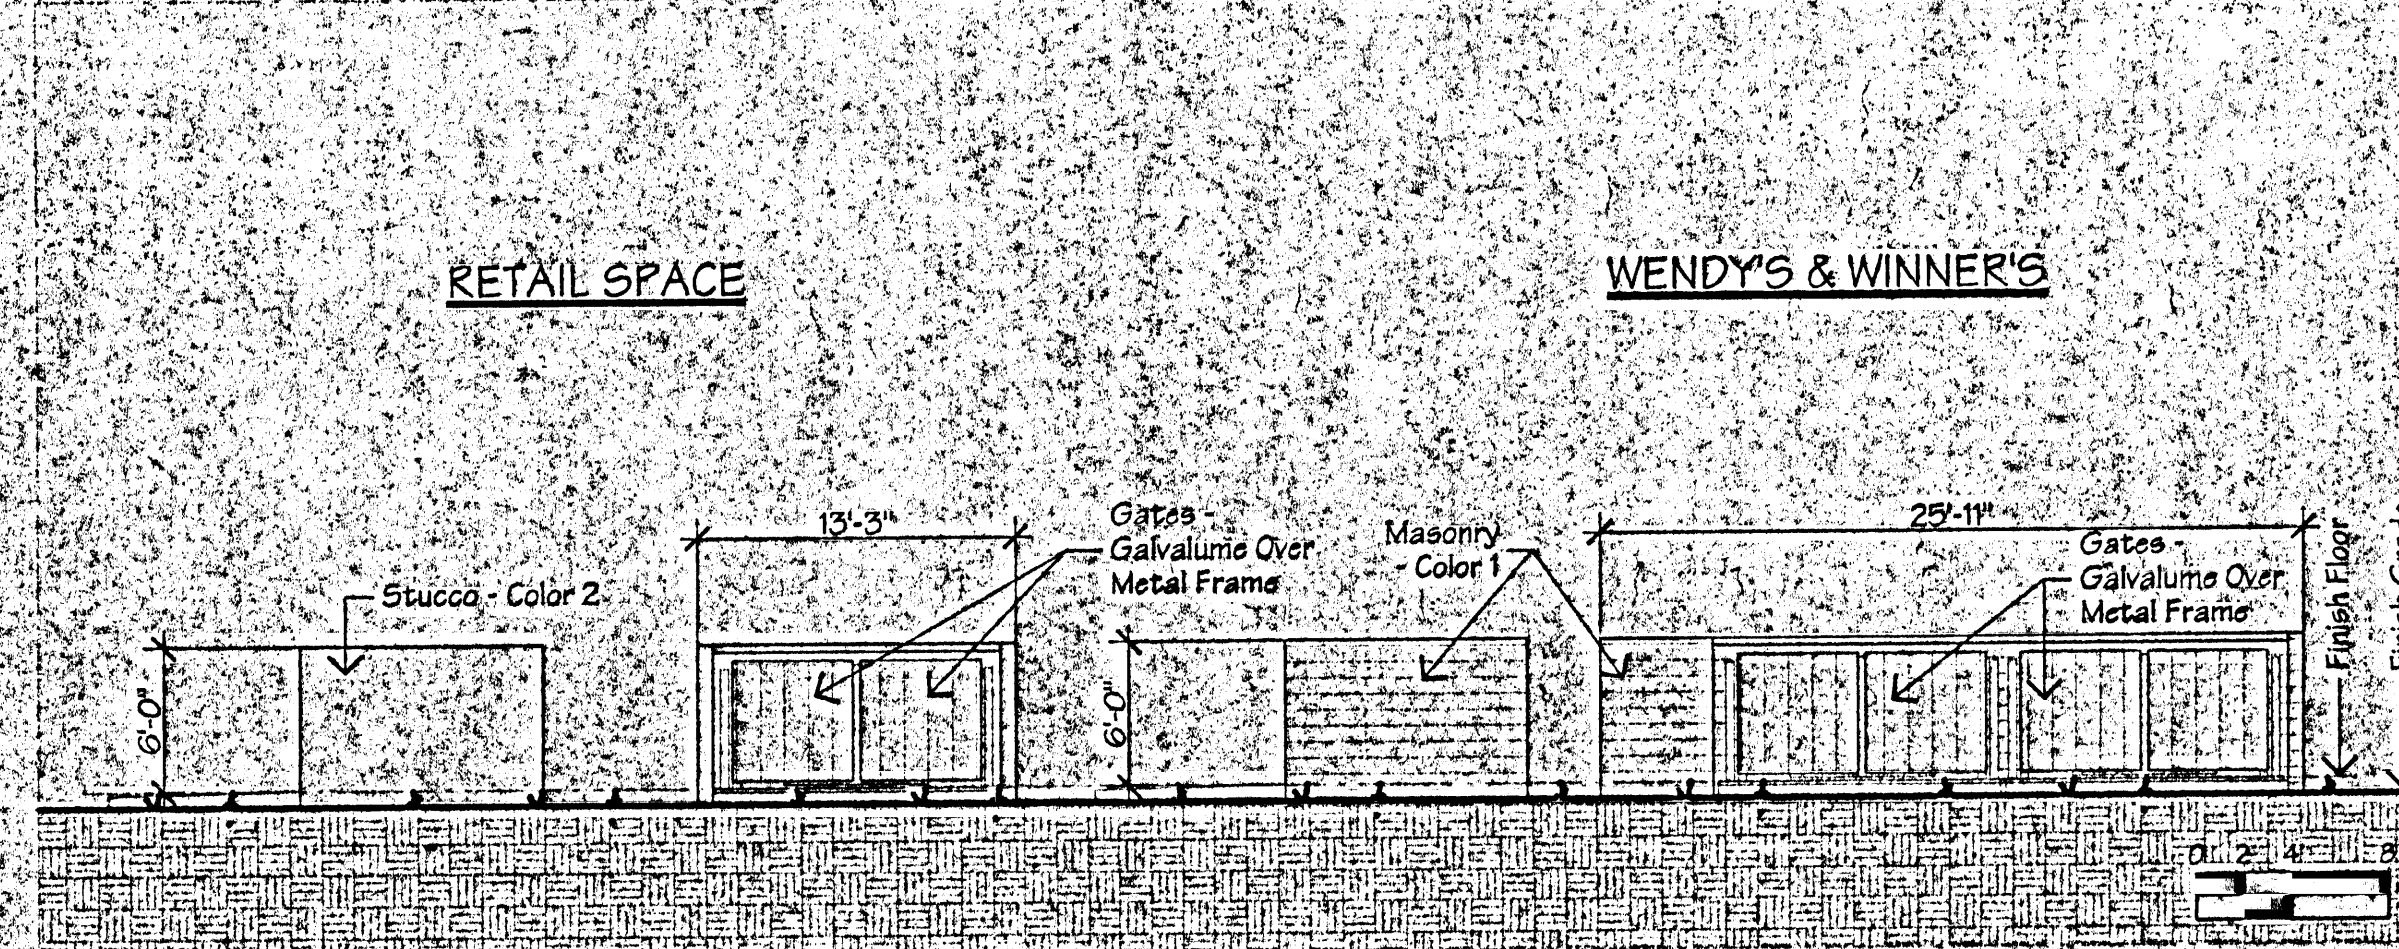 RETAIL SPACE
WENDY'S & WINNER'S
13'-3"
25'-11"
Stucco - Color 2
Gates -
Galvalume Over
Metal Frame
Masonry
- Color 1
Gates -
Galvalume Over
Metal Frame
6'-0"
6'-0"
Finish Floor
0 2 4 8